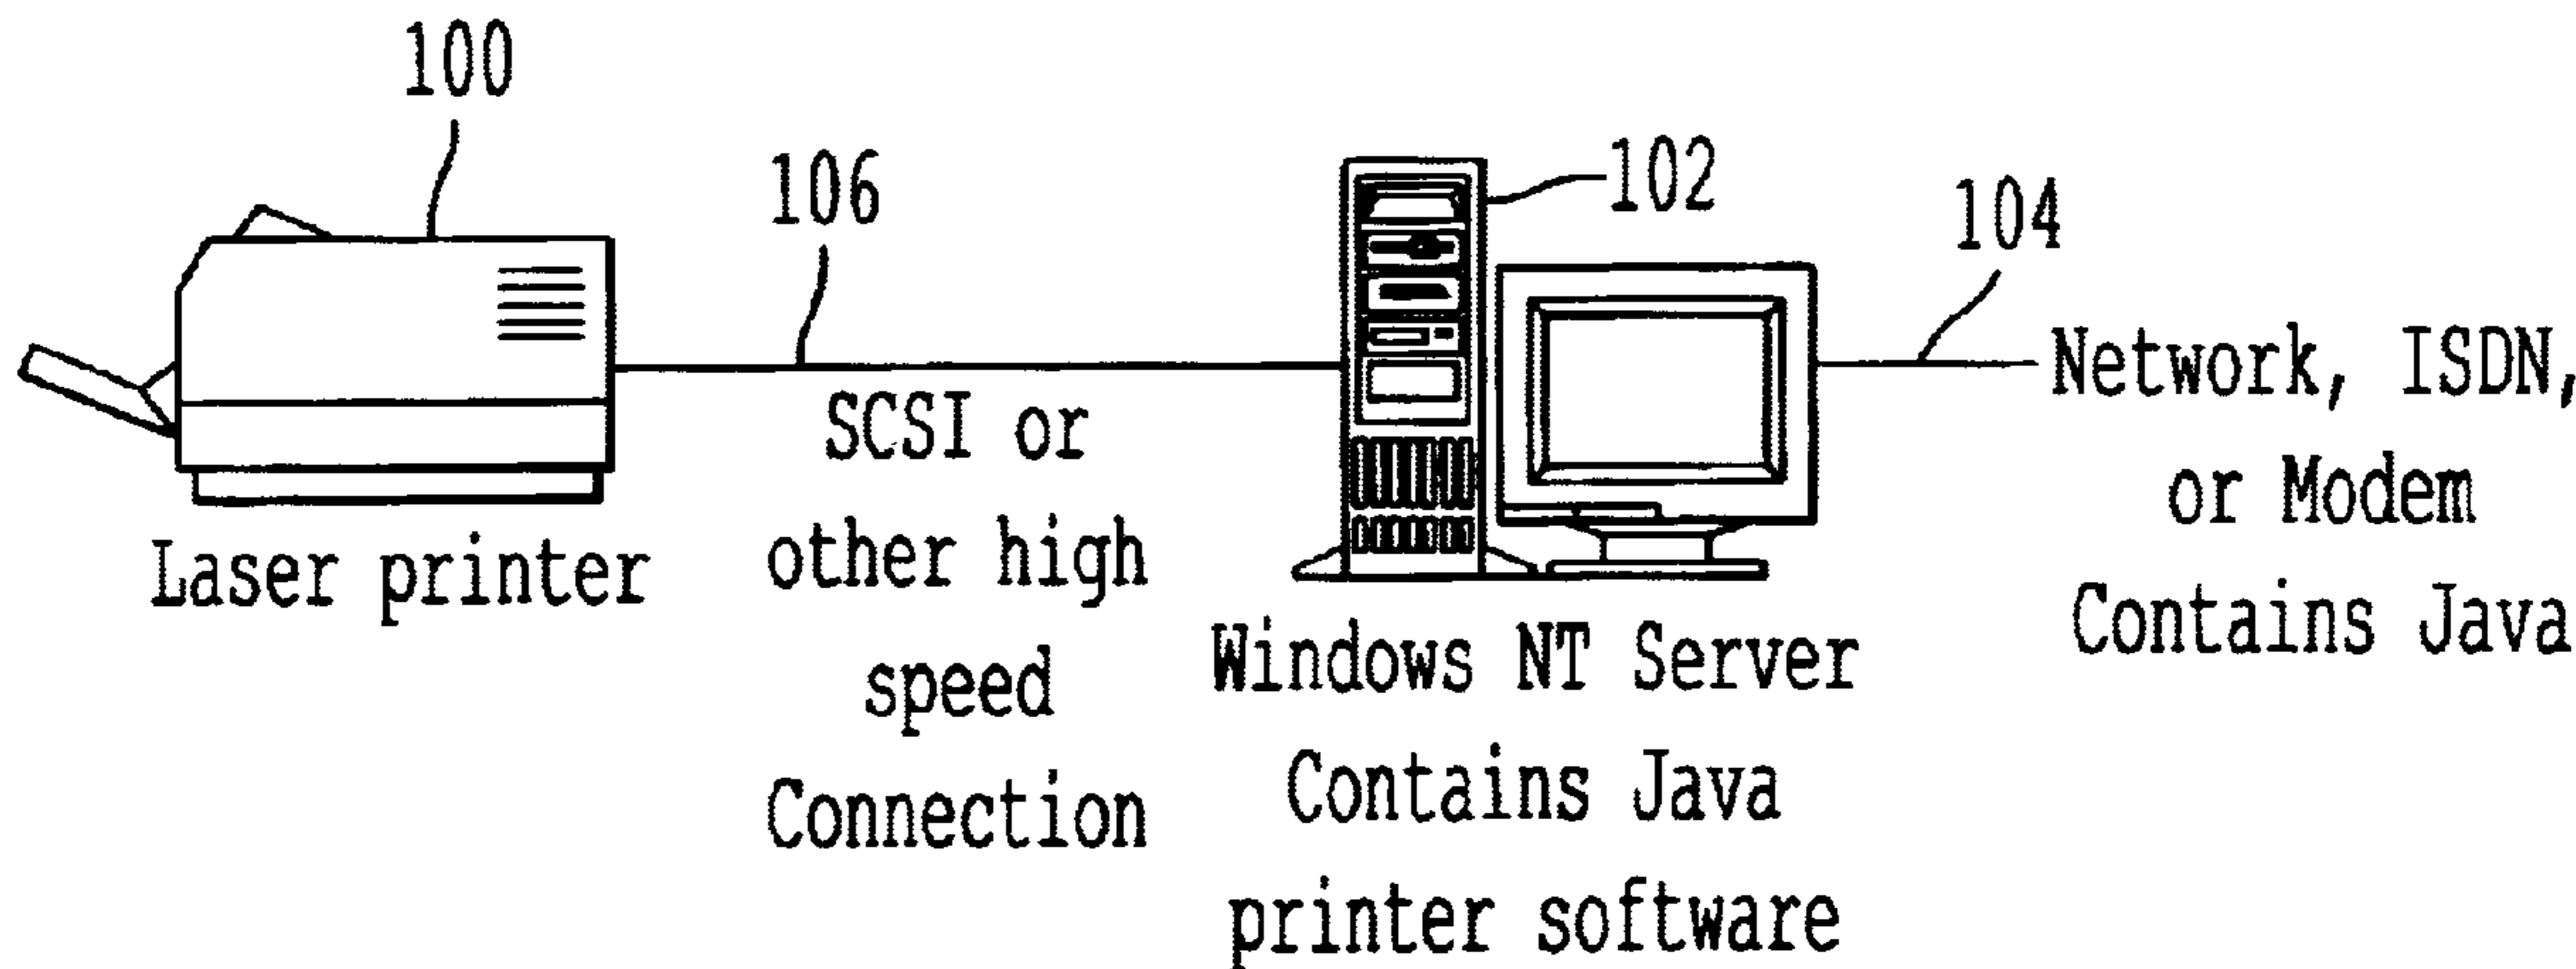 100
106
102
104
Laser printer
SCSI or
other high
speed
Connection
Windows NT Server
Contains Java
printer software
Network, ISDN,
or Modem
Contains Java